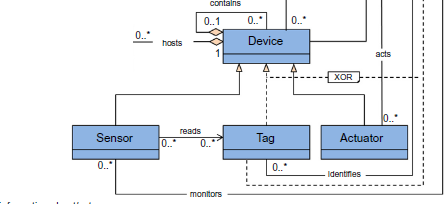 contains
0..1
0..*
0..*
0..*
hosts
Device
1
acts
XOR
0..*
Sensor
reads
0..*
0..*
Tag
Actuator
0..*
0..*
identifies
monitors